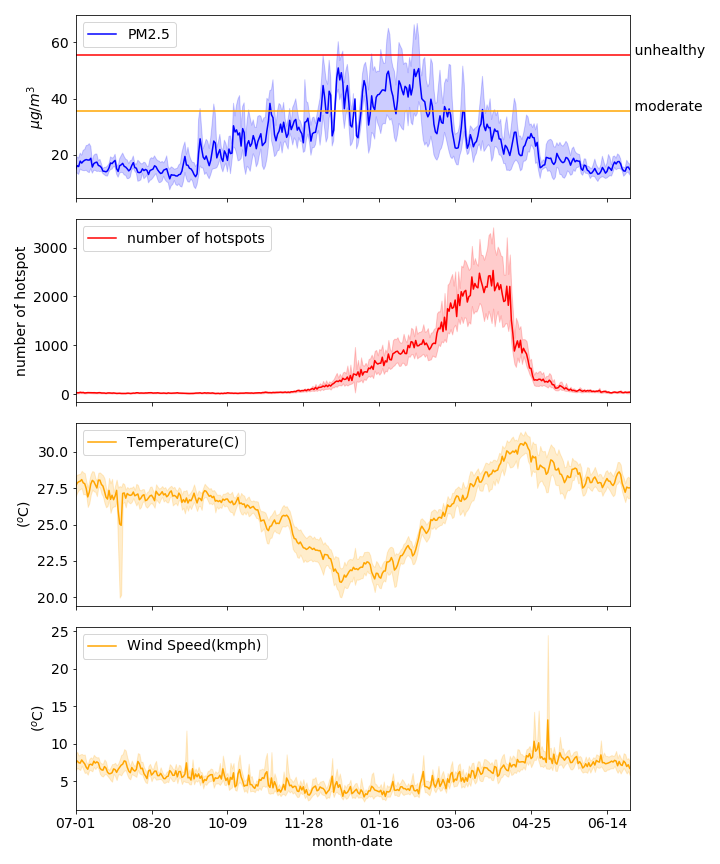 PM2.5
60
40
20
μg/m³
unhealthy
moderate
number of hotspots
3000
2000
1000
0
number of hotspot
Temperature(C)
30.0
27.5
25.0
22.5
20.0
(°C)
Wind Speed(kmph)
25
20
15
10
5
(°C)
07-01 08-20 10-09 11-28 01-16 03-06 04-25 06-14
month-date